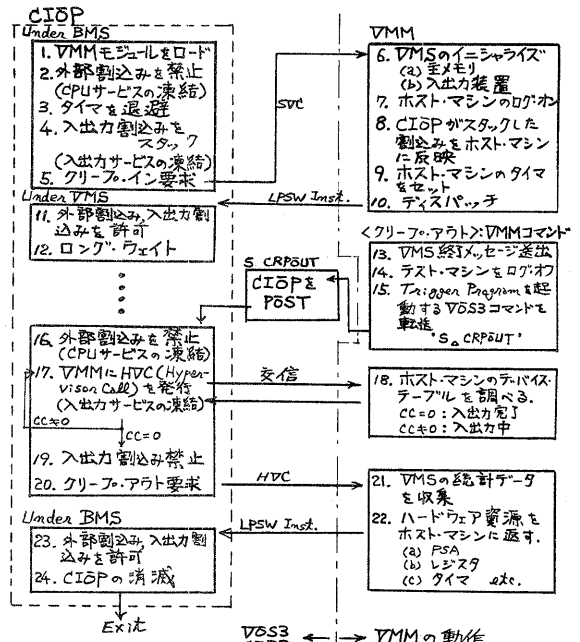 CIōP
Under BMS
1. VMMモジュールをロード
2. 外部割込みを禁止
(CPUサービスの凍結)
3. タイマを退避
4. 入出力割込みを
スタック
(入出力サービスの凍結)
5. クリープ・イン要求
SVC
VMM
6. VMSのイニシャライズ
(a) 主メモリ
(b) 入出力装置
7. ホスト・マシンのログ・オン
8. CIōPがスタックした
割込みをホスト・マシン
に反映
9. ホスト・マシンのタイマ
をセット
10. ディスパッチ
LPSW Inst.
Under VMS
11. 外部割込み, 入出力割
込みを許可
12. ロング・ウェイト
<クリープ・アウト>: VMMコマンド
13. VMS終了メッセージ送出
14. テスト・マシンをログ・オフ
15. Trigger Programを起
動するVōS3コマンドを
転送
"S△CRPōUT"
S CRPōUT
CIōPを
PōST
16. 外部割込みを禁止
(CPUサービスの凍結)
17. VMMにHVC(Hyper-
visor Call)を発行
(入出力サービスの凍結)
CC≠0
CC=0
交信
18. ホスト・マシンのデバイス・
テーブルを調べる.
CC=0: 入出力完了
CC≠0: 入出力中
19. 入出力割込み禁止
20. クリープ・アウト要求
HVC
21. VMSの統計データ
を収集
22. ハードウェア資源を
ホスト・マシンに返す.
(a) PSA
(b) レジスタ
(c) タイマ etc.
LPSW Inst.
Under BMS
23. 外部割込み, 入出力割
込みを許可
24. CIōPの消滅
Exit
VōS3
VMMの動作